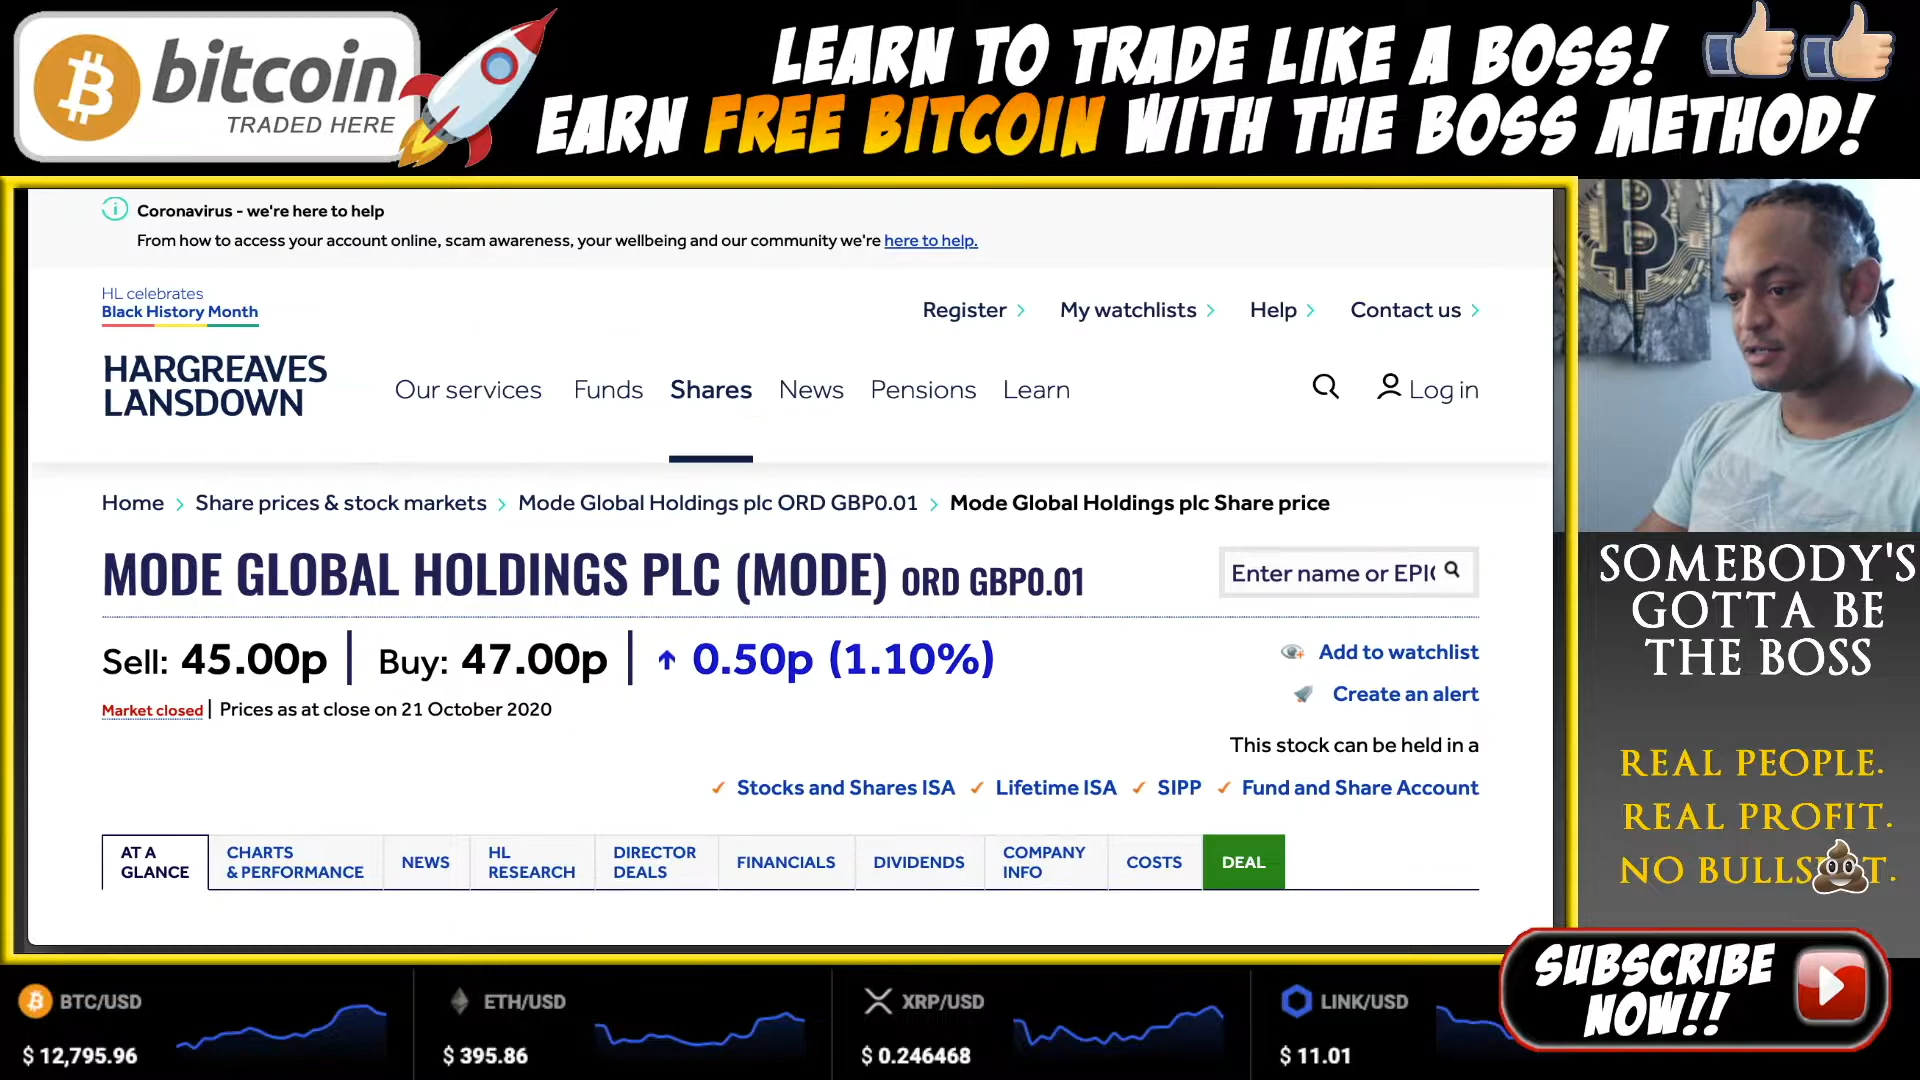 bitcoin
TRADED HERE
LEARN TO TRADE LIKE A BOSS!
EARN FREE BITCOIN WITH THE BOSS METHOD!
Coronavirus - we're here to help
From how to access your account online, scam awareness, your wellbeing and our community we're here to help.
HL celebrates
Black History Month
Register
My watchlists
Help
Contact us
HARGREAVES
LANSDOWN
Our services
Funds
Shares
News
Pensions
Learn
Log in
Home
Share prices & stock markets
Mode Global Holdings plc ORD GBP0.01
Mode Global Holdings plc Share price
MODE GLOBAL HOLDINGS PLC (MODE) ORD GBP0.01
Enter name or EPIC
Sell: 45.00p | Buy: 47.00p | 0.50p (1.10%)
Add to watchlist
Market closed | Prices as at close on 21 October 2020
Create an alert
This stock can be held in a
Stocks and Shares ISA
Lifetime ISA
SIPP
Fund and Share Account
AT A
GLANCE
CHARTS
& PERFORMANCE
NEWS
HL
RESEARCH
DIRECTOR
DEALS
FINANCIALS
DIVIDENDS
COMPANY
INFO
COSTS
DEAL
SOMEBODY'S
GOTTA BE
THE BOSS
REAL PEOPLE.
REAL PROFIT.
NO BULLS💩T.
SUBSCRIBE
NOW!!
BTC/USD
$ 12,795.96
ETH/USD
$ 395.86
XRP/USD
$ 0.246468
LINK/USD
$ 11.01